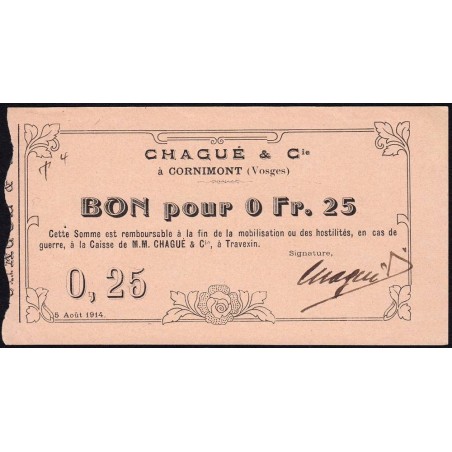 CHAGUÉ & Cie
à CORNIMONT (Vosges)
BON pour 0 Fr. 25
Cette Somme est remboursable à la fin de la mobilisation ou des hostilités, en cas de
guerre, à la Caisse de M.M. CHAGUÉ & Cie, à Travexin.
Signature,
0,25
5 Août 1914.